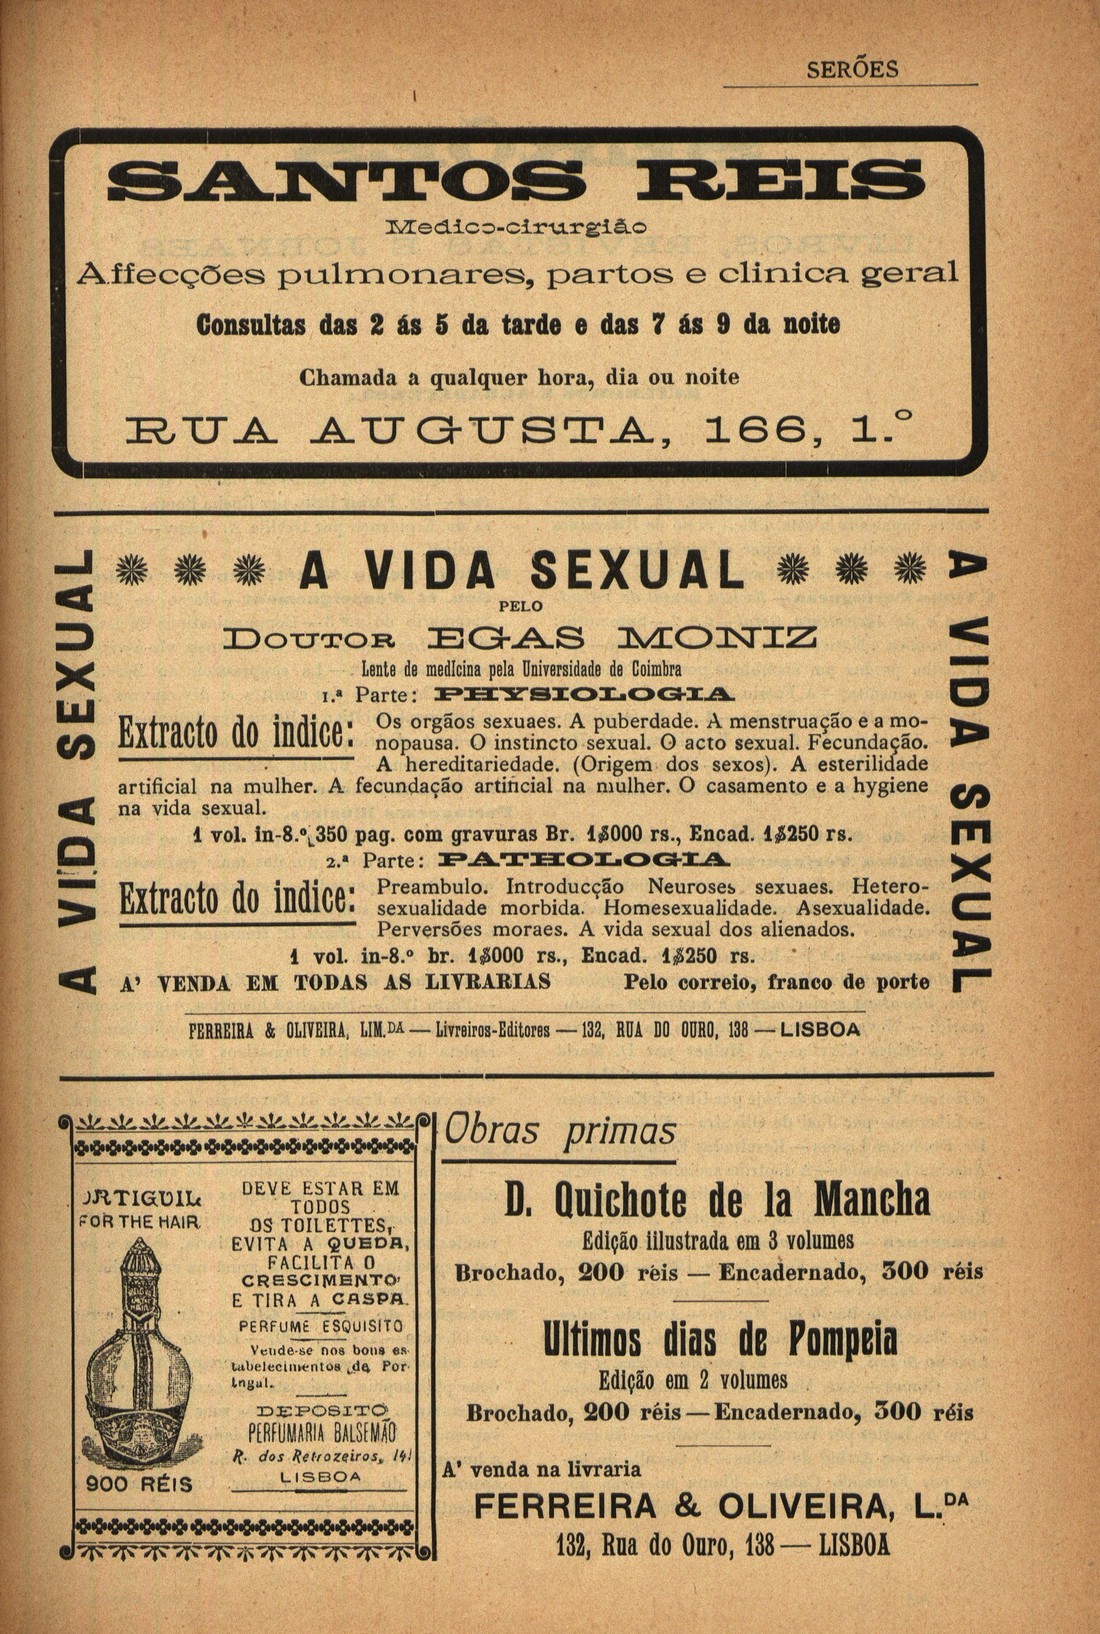 SERÕES
SANTOS REIS
Medico-cirurgião
Affecções pulmonares, partos e clinica geral
Consultas das 2 ás 5 da tarde e das 7 ás 9 da noite
Chamada a qualquer hora, dia ou noite
RUA AUGUSTA, 166, 1.º
A VIDA SEXUAL
A VIDA SEXUAL
A VIDA SEXUAL
PELO
DOUTOR EGAS MONIZ
Lente de medicina pela Universidade de Coimbra
1.ª Parte: PHYSIOLOGIA
Extracto do indice: Os orgãos sexuaes. A puberdade. A menstruação e a mo-
nopausa. O instincto sexual. O acto sexual. Fecundação.
A hereditariedade. (Origem dos sexos). A esterilidade
artificial na mulher. A fecundação artificial na mulher. O casamento e a hygiene
na vida sexual.
1 vol. in-8.º, 350 pag. com gravuras Br. 1$000 rs., Encad. 1$250 rs.
2.ª Parte: PATHOLOGIA
Extracto do indice: Preambulo. Introducção Neuroses sexuaes. Hetero-
sexualidade morbida. Homesexualidade. Asexualidade.
Perversões moraes. A vida sexual dos alienados.
1 vol. in-8.º br. 1$000 rs., Encad. 1$250 rs.
A' VENDA EM TODAS AS LIVRARIAS Pelo correio, franco de porte
FERREIRA & OLIVEIRA, LIM.DA — Livreiros-Editores — 132, RUA DO OURO, 138 — LISBOA
FOR THE HAIR
900 RÉIS
DEVE ESTAR EM
TODOS
OS TOILETTES,
EVITA A QUEDA,
FACILITA O
CRESCIMENTO
E TIRA A CASPA.
PERFUME ESQUISITO
Vende-se nos bons es-
tabelecimentos de Por-
tugal.
DEPOSITO
PERFUMARIA BALSEMÃO
R. dos Retrozeiros, 141
LISBOA
Obras primas
D. Quichote de la Mancha
Edição illustrada em 3 volumes
Brochado, 200 réis — Encadernado, 300 réis
Ultimos dias de Pompeia
Edição em 2 volumes
Brochado, 200 réis — Encadernado, 300 réis
A' venda na livraria
FERREIRA & OLIVEIRA, L.DA
132, Rua do Ouro, 138 — LISBOA